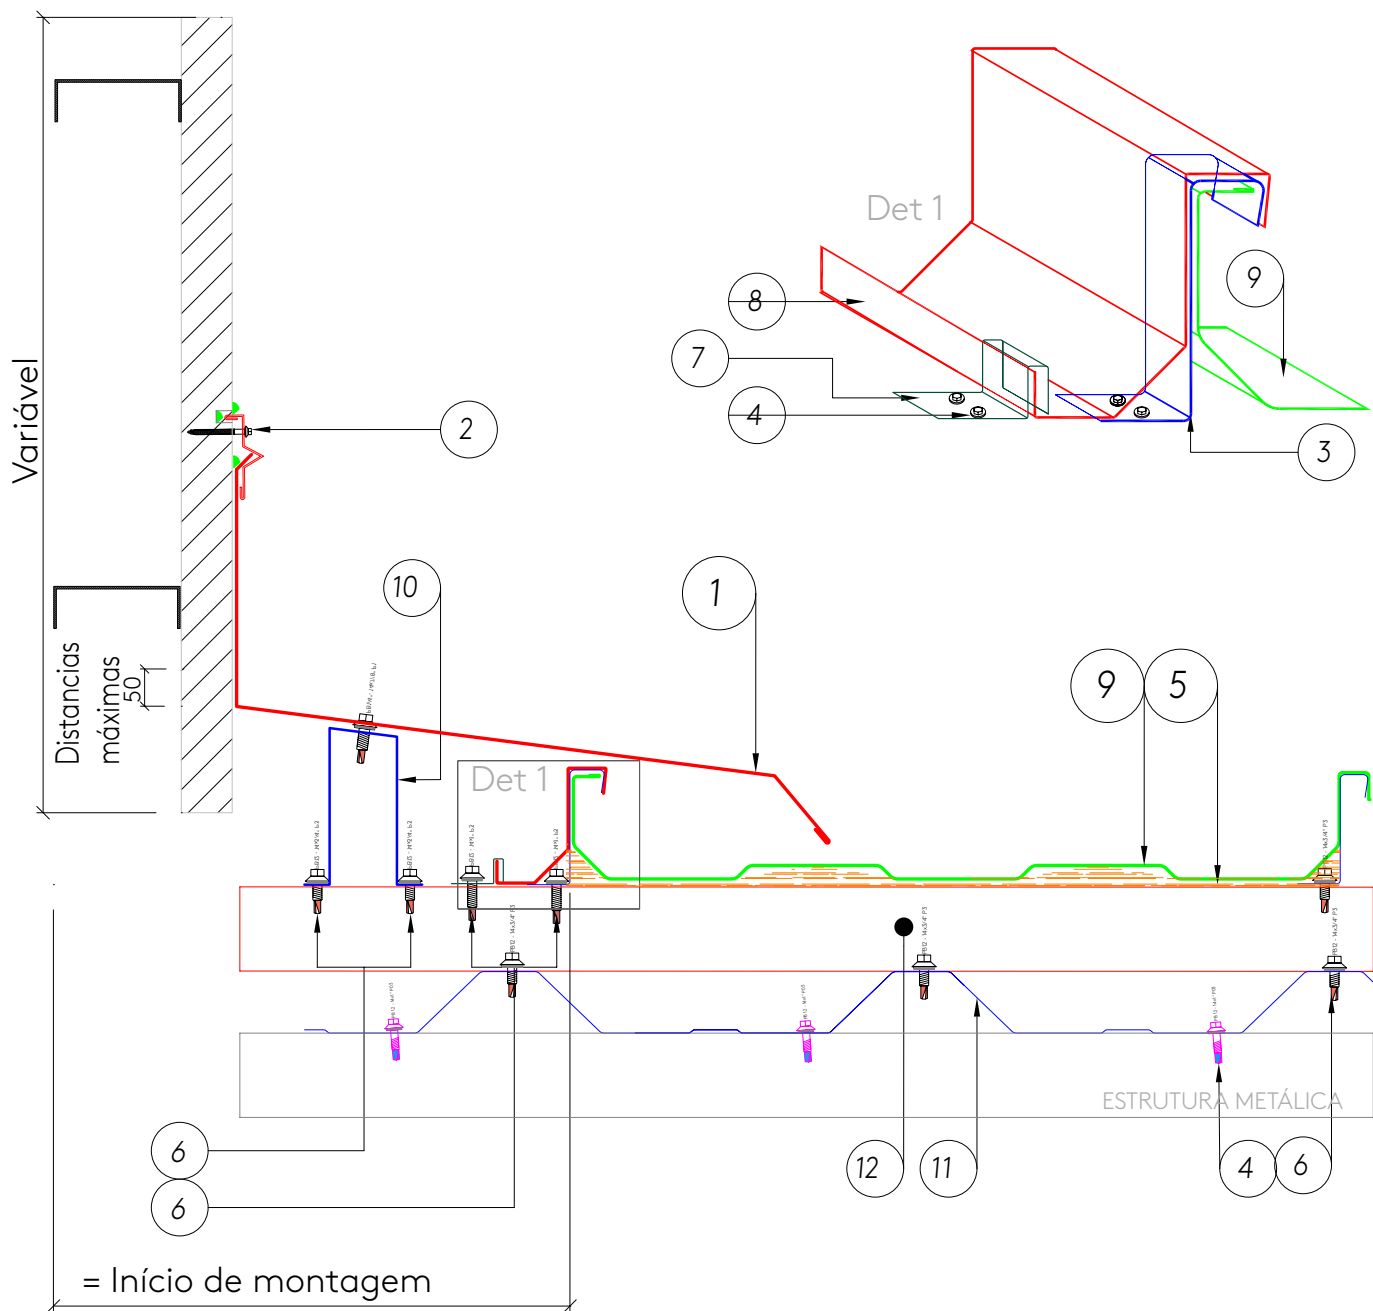 Det 1
9
8
7
4
3
Variável
2
10
1
9
5
Distancias
máximas
50
Det 1
ESTRUTURA METÁLICA
6
6
12
11
4
6
= Início de montagem